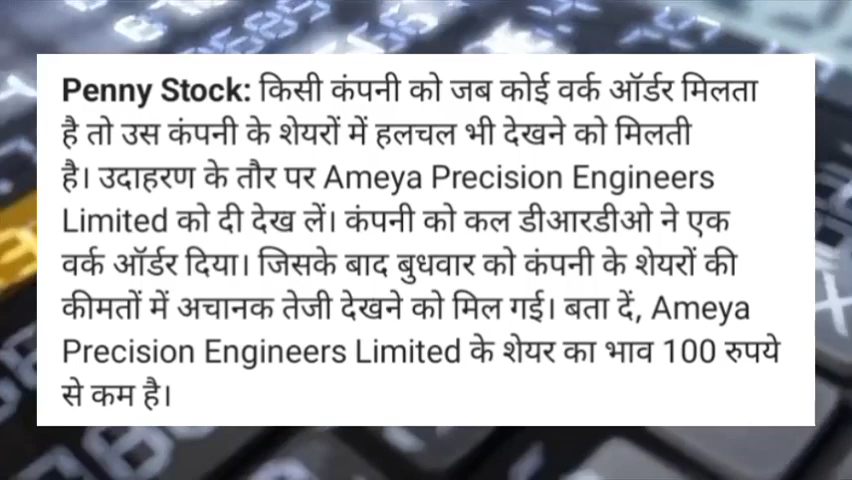 Penny Stock: किसी कंपनी को जब कोई वर्क ऑर्डर मिलता
है तो उस कंपनी के शेयरों में हलचल भी देखने को मिलती
है। उदाहरण के तौर पर Ameya Precision Engineers
Limited को दी देख लें। कंपनी को कल डीआरडीओ ने एक
वर्क ऑर्डर दिया। जिसके बाद बुधवार को कंपनी के शेयरों की
कीमतों में अचानक तेजी देखने को मिल गई। बता दें, Ameya
Precision Engineers Limited के शेयर का भाव 100 रुपये
से कम है।